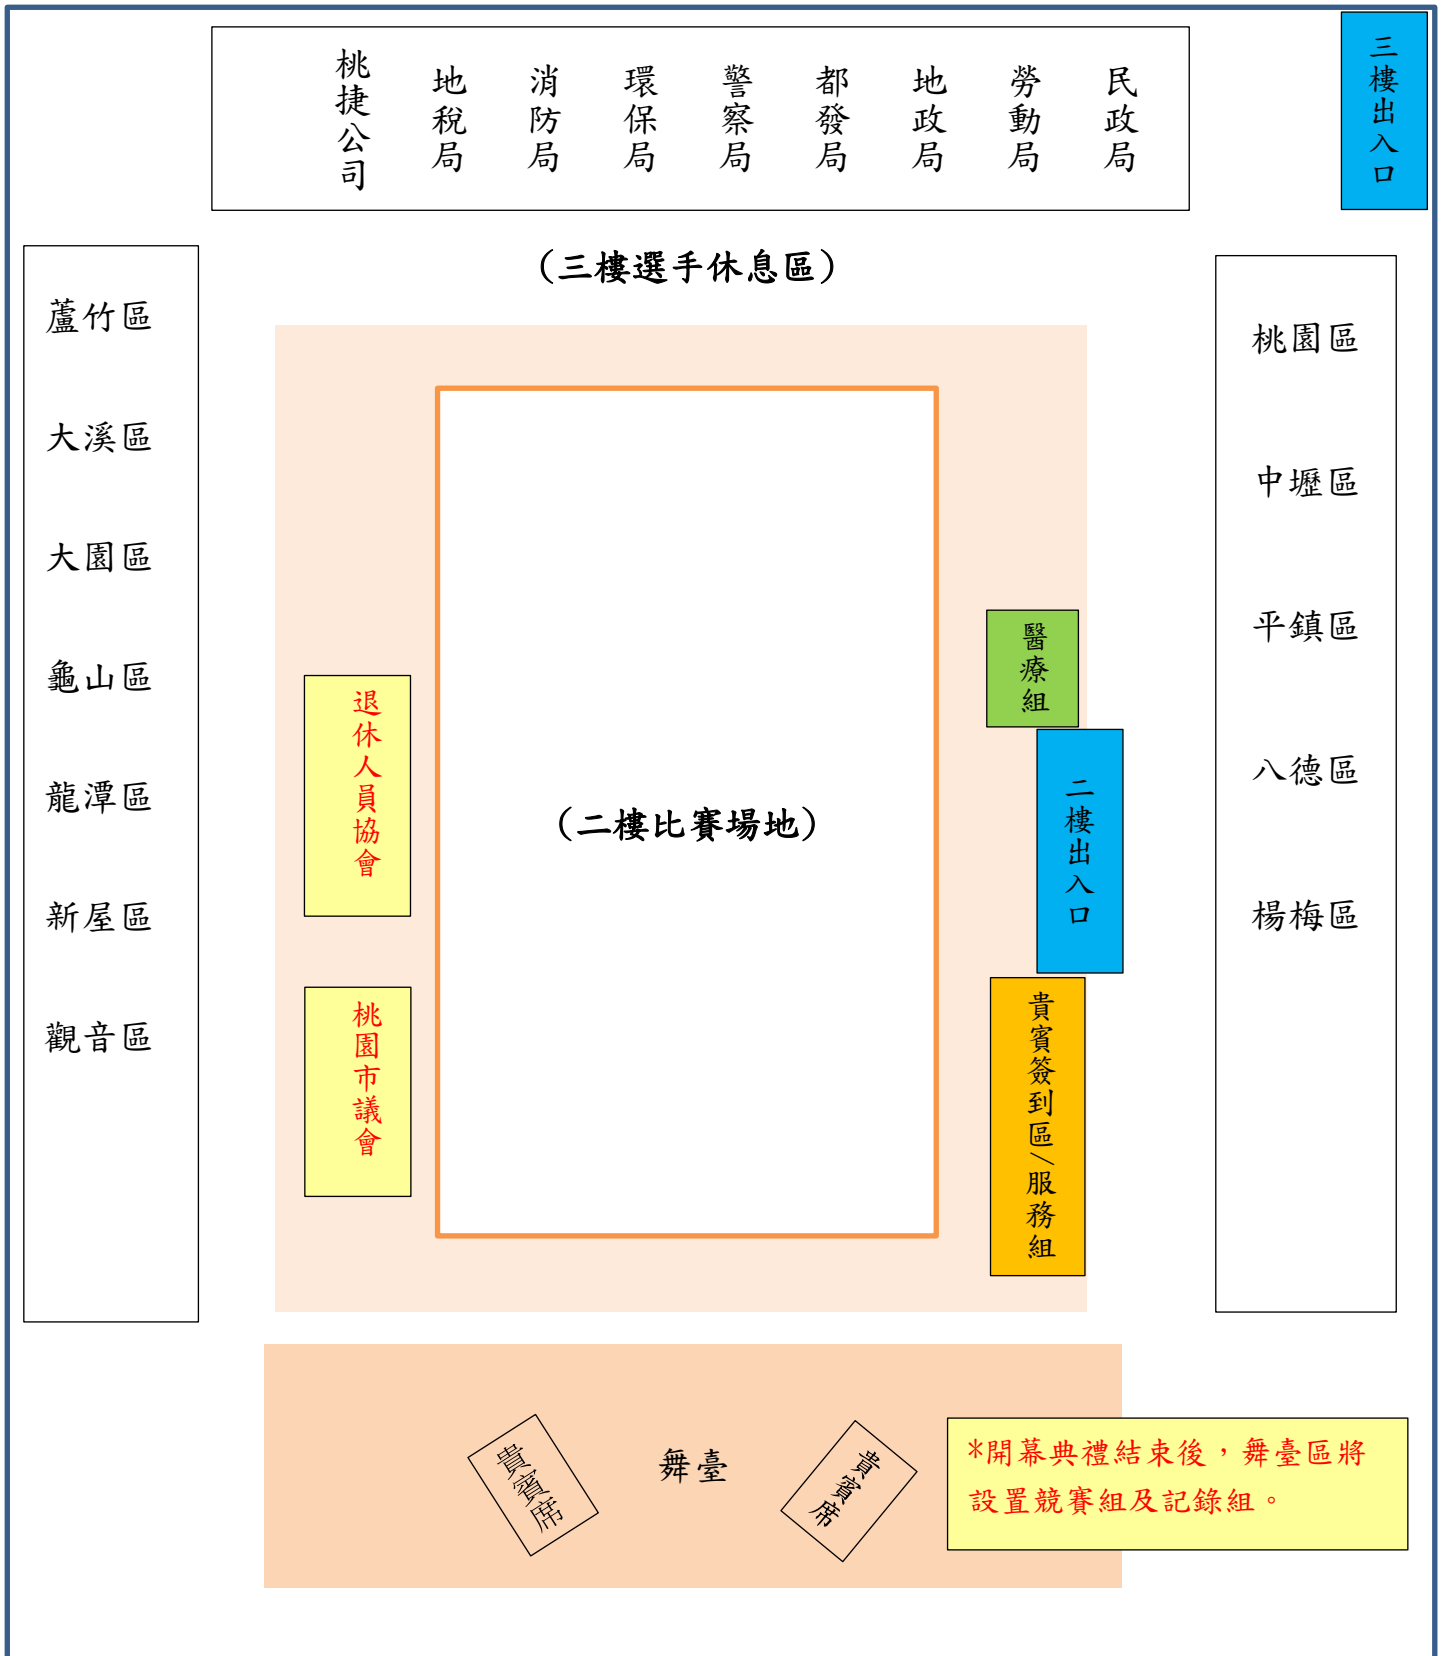 桃捷公司
地稅局
消防局
環保局
警察局
都發局
地政局
勞動局
民政局
三樓出入口
(三樓選手休息區)
蘆竹區
大溪區
大園區
龜山區
龍潭區
新屋區
觀音區
桃園區
中壢區
平鎮區
八德區
楊梅區
退休人員協會
桃園市議會
(二樓比賽場地)
醫療組
二樓出入口
貴賓簽到區/服務組
貴賓席
舞臺
貴賓席
*開幕典禮結束後，舞臺區將
設置競賽組及記錄組。